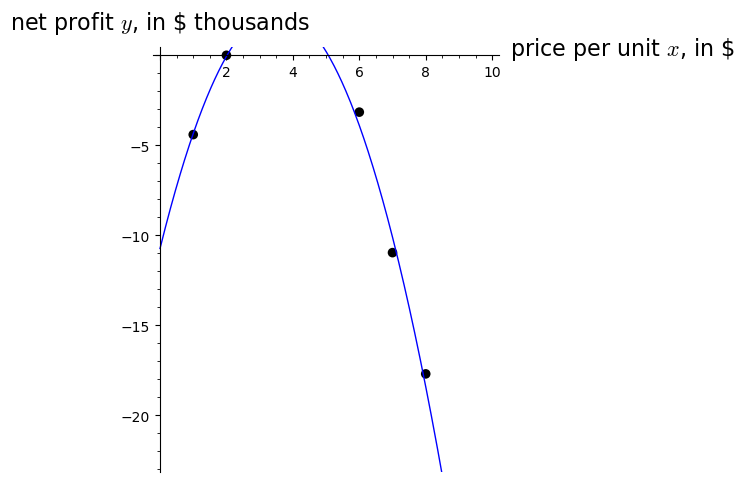 net profit y, in $ thousands
price per unit x, in $
2 4 6 8 10
−5
−10
−15
−20